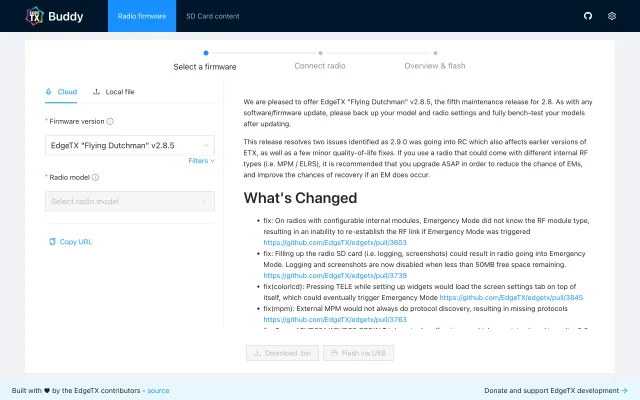 EDGE TX Buddy
Radio firmware
SD Card content
Select a firmware
Connect radio
Overview & flash
Cloud
Local file
* Firmware version
EdgeTX "Flying Dutchman" v2.8.5
Filters
* Radio model
Select radio model
Copy URL
We are pleased to offer EdgeTX "Flying Dutchman" v2.8.5, the fifth maintenance release for 2.8. As with any
software/firmware update, please back up your model and radio settings and fully bench-test your models
after updating.
This release resolves two issues identified as 2.9.0 was going into RC which also affects earlier versions of
ETX, as well as a few minor quality-of-life fixes. If you use a radio that could come with different internal RF
types (i.e. MPM / ELRS), it is recommended that you upgrade ASAP in order to reduce the chance of EMs,
and improve the chances of recovery if an EM does occur.
What's Changed
• fix: On radios with configurable internal modules, Emergency Mode did not know the RF module type,
resulting in an inability to re-establish the RF link if Emergency Mode was triggered
https://github.com/EdgeTX/edgetx/pull/3603
• fix: Filling up the radio SD card (i.e. logging, screenshots) could result in radio going into Emergency
Mode. Logging and screenshots are now disabled when less than 50MB free space remaining.
https://github.com/EdgeTX/edgetx/pull/3739
• fix(colorlcd): Pressing TELE while setting up widgets would load the screen settings tab on top of
itself, which could eventually trigger Emergency Mode https://github.com/EdgeTX/edgetx/pull/3845
• fix(mpm): External MPM would not always do protocol discovery, resulting in missing protocols
https://github.com/EdgeTX/edgetx/pull/3763
Download .bin
Flash via USB
Built with ♥ by the EdgeTX contributors - source
Donate and support EdgeTX development →